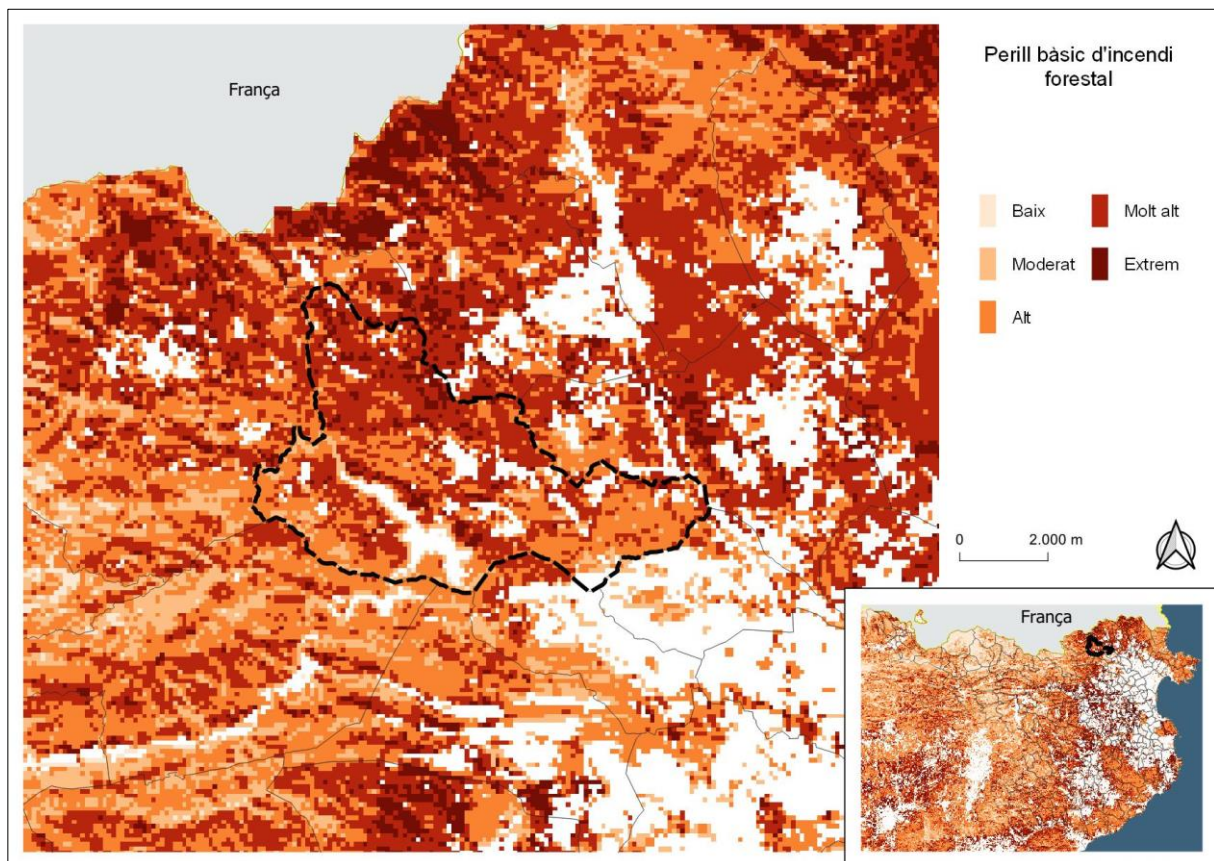 França
Perill bàsic d'incendi
forestal
Baix
Moderat
Alt
Molt alt
Extrem
0
2.000 m
França